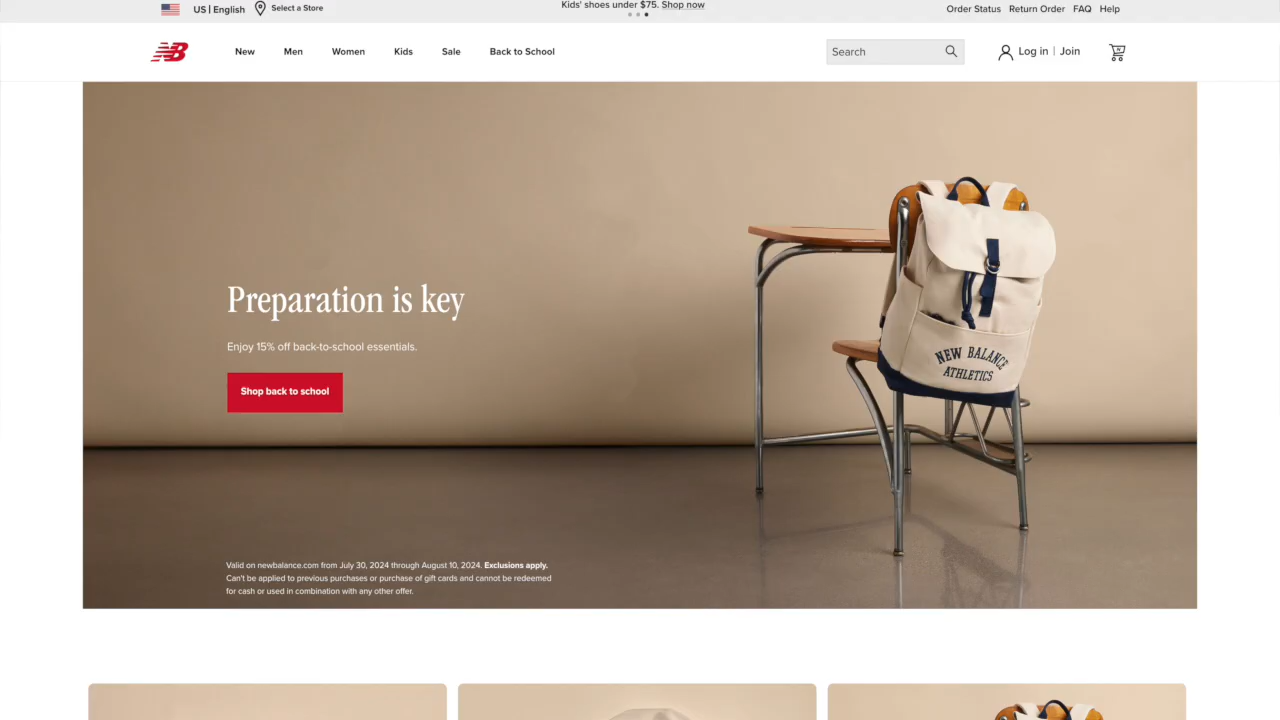 US | English
Select a Store
Kids' shoes under $75. Shop now
Order Status
Return Order
FAQ
Help
NB
New
Men
Women
Kids
Sale
Back to School
Search
Log in | Join
Preparation is key
Enjoy 15% off back-to-school essentials.
Shop back to school
NEW BALANCE
ATHLETICS
Valid on newbalance.com from July 30, 2024 through August 10, 2024. Exclusions apply.
Can't be applied to previous purchases or purchase of gift cards and cannot be redeemed
for cash or used in combination with any other offer.